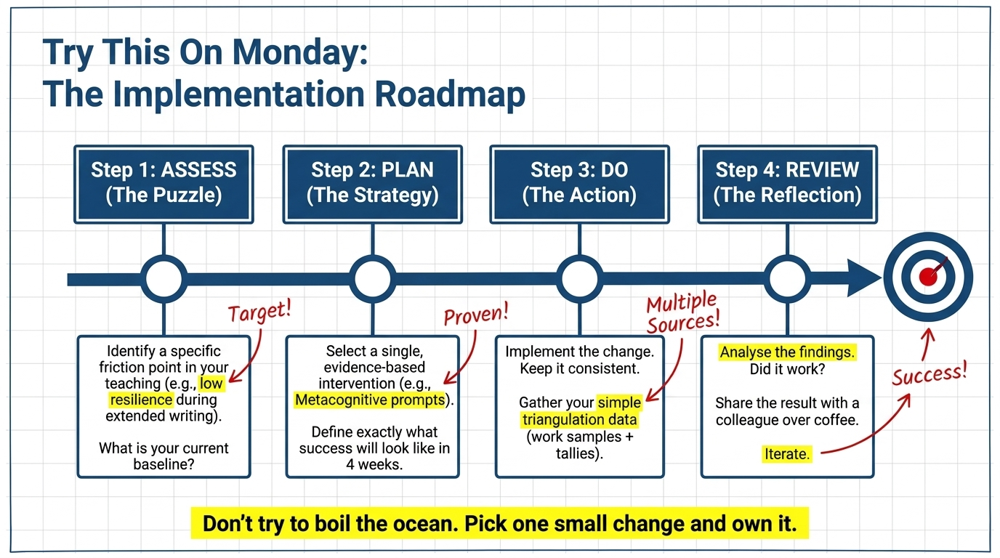 Try This On Monday:
The Implementation Roadmap
Step 1: ASSESS
(The Puzzle)
Step 2: PLAN
(The Strategy)
Step 3: DO
(The Action)
Step 4: REVIEW
(The Reflection)
Target!
Identify a specific
friction point in your
teaching (e.g., low
resilience during
extended writing).
What is your current
baseline?
Proven!
Select a single,
evidence-based
intervention (e.g.,
Metacognitive prompts).
Define exactly what
success will look like in
4 weeks.
Multiple
Sources!
Implement the change.
Keep it consistent.
Gather your simple
triangulation data
(work samples +
tallies).
Analyse the findings.
Did it work?
Share the result with a
colleague over coffee.
Iterate.
Success!
Don’t try to boil the ocean. Pick one small change and own it.